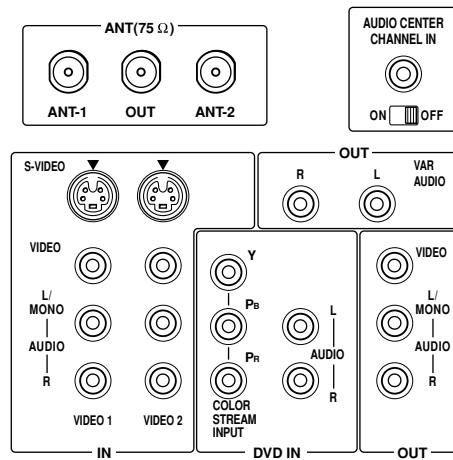 ANT(75 Ω)
ANT-1 OUT ANT-2
AUDIO CENTER
CHANNEL IN
ON OFF
S-VIDEO
VIDEO
L/
MONO
AUDIO
R
VIDEO 1 VIDEO 2
IN
OUT
R L
VAR
AUDIO
Y
PB
PR
COLOR
STREAM
INPUT
L
AUDIO
R
DVD IN
VIDEO
L/
MONO
AUDIO
R
OUT